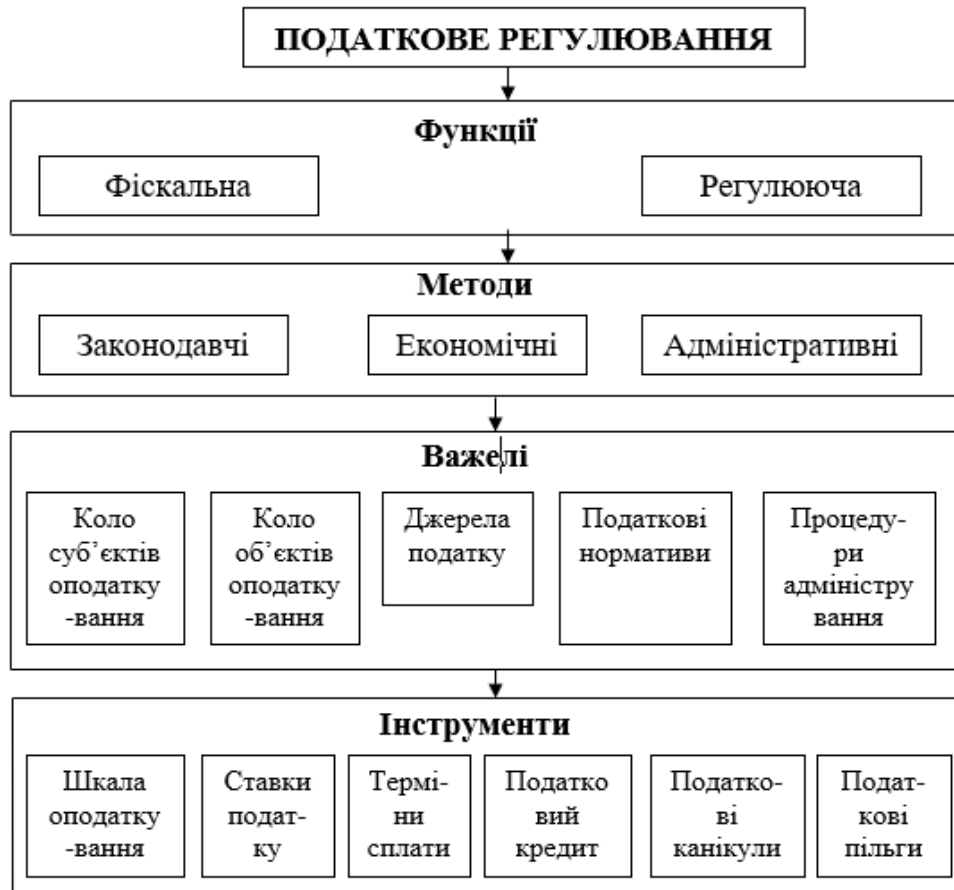 ПОДАТКОВЕ РЕГУЛЮВАННЯ
Функції
Фіскальна
Регулююча
Методи
Законодавчі
Економічні
Адміністративні
Важелі
Коло
суб’єктів
оподатку
-вання
Коло
об’єктів
оподатку
-вання
Джерела
податку
Податкові
нормативи
Процеду-
ри
адміністру
вання
Інструменти
Шкала
оподатку
-вання
Ставки
подат-
ку
Термі-
ни
сплати
Податко
вий
кредит
Податко-
ві
канікули
Подат-
кові
пільги